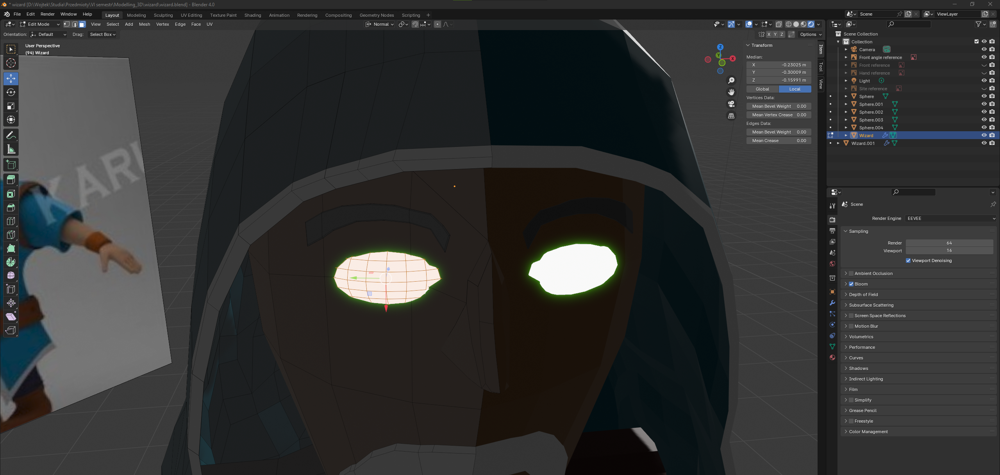 * wizard [D:\Wojtek\Studia\Przedmioty\VI semestr\Modelling_3D\wizard\wizard.blend] - Blender 4.0
File Edit Render Window Help Layout Modeling Sculpting UV Editing Texture Paint Shading Animation Rendering Compositing Geometry Nodes Scripting + Scene ViewLayer
Edit Mode View Select Add Mesh Vertex Edge Face UV Normal
Orientation: Default Drag: Select Box X Y Z Options
User Perspective
(94) Wizard
Z
Y
X
Transform
Median:
X -0.23025 m
Y -0.30009 m
Z -0.15991 m
Global Local
Vertices Data:
Mean Bevel Weight 0.00
Mean Vertex Crease 0.00
Edges Data:
Mean Bevel Weight 0.00
Mean Crease 0.00
Item
Tool
View
Scene Collection
Collection
Camera
Front angle reference
Front reference
Hand reference
Light
Site reference
Sphere
Sphere.001
Sphere.002
Sphere.003
Sphere.004
Wizard
Wizard.001
Scene
Render Engine EEVEE
Sampling
Render 64
Viewport 16
Viewport Denoising
Ambient Occlusion
Bloom
Depth of Field
Subsurface Scattering
Screen Space Reflections
Motion Blur
Volumetrics
Performance
Curves
Shadows
Indirect Lighting
Film
Simplify
Grease Pencil
Freestyle
Color Management